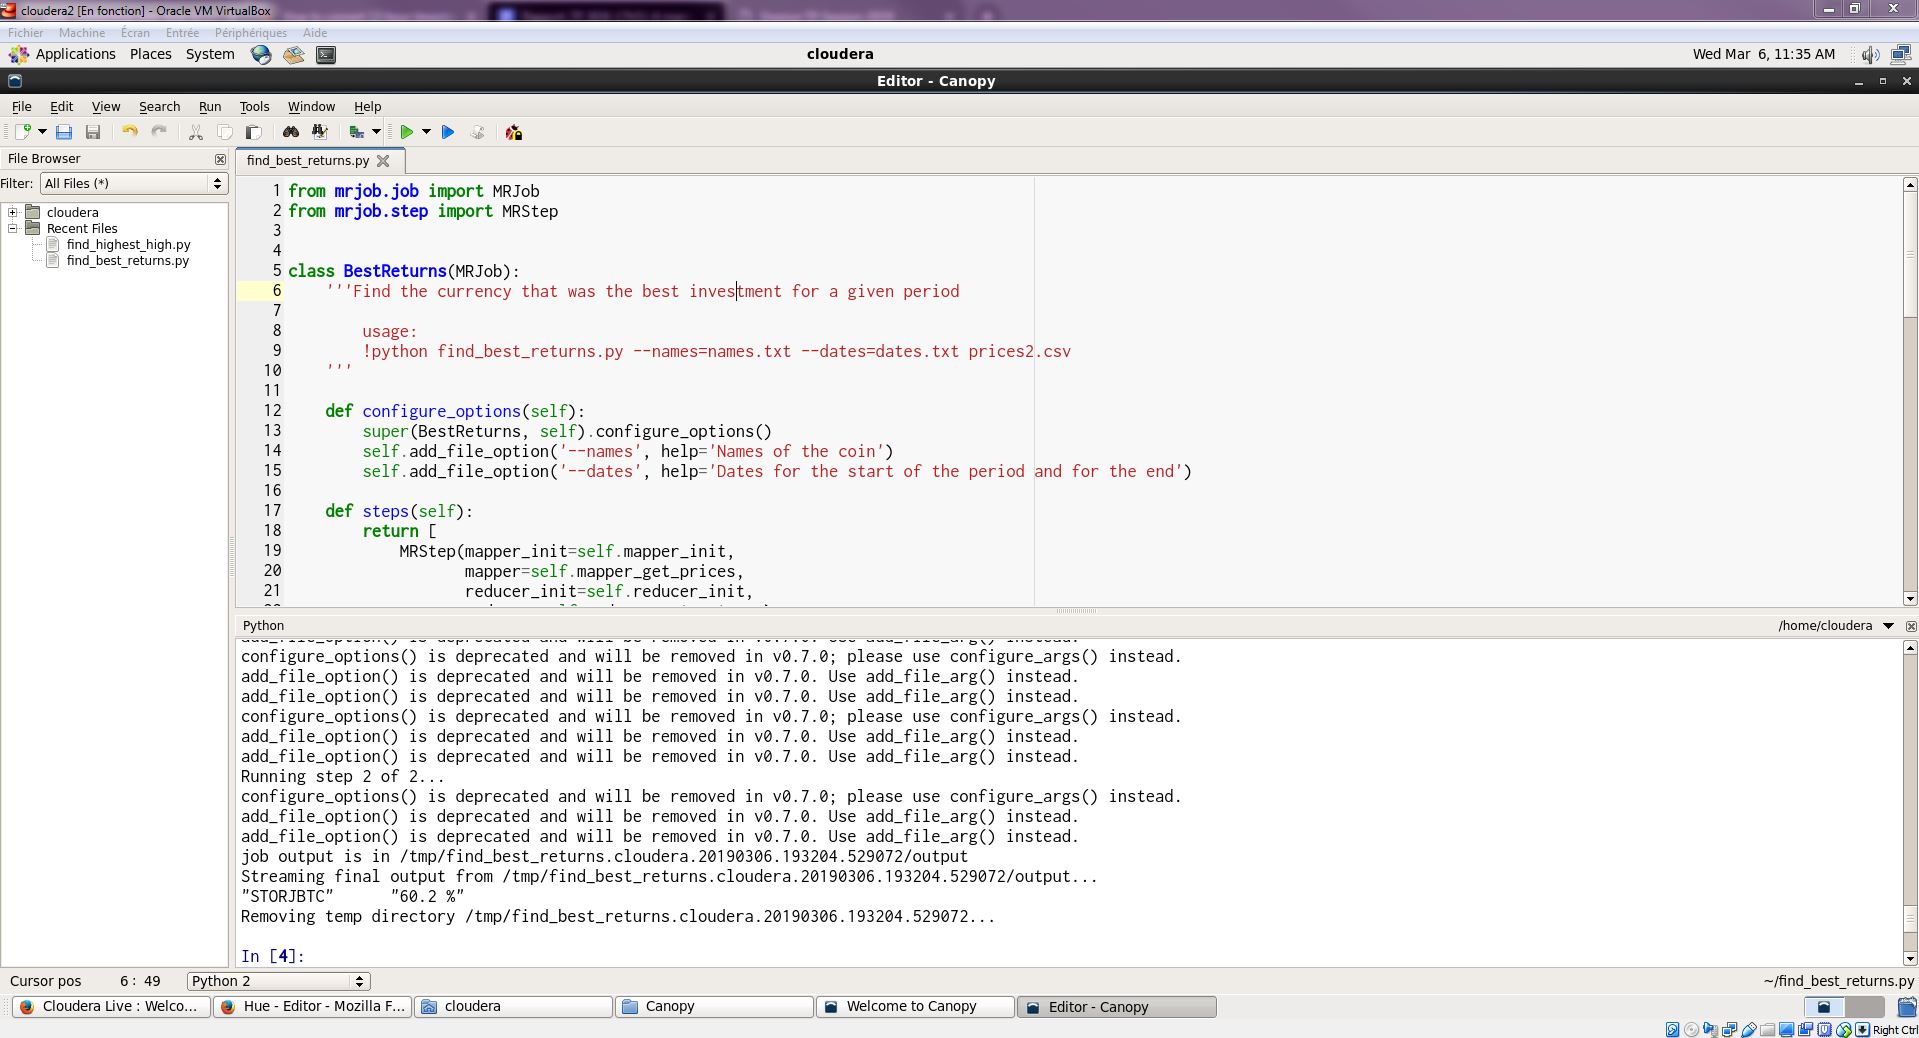 cloudera2 [En fonction] - Oracle VM VirtualBox
Fichier Machine Écran Entrée Périphériques Aide
Applications Places System cloudera Wed Mar 6, 11:35 AM
Editor - Canopy
File Edit View Search Run Tools Window Help
File Browser
find_best_returns.py
Filter: All Files (*)
cloudera
Recent Files
find_highest_high.py
find_best_returns.py
1 from mrjob.job import MRJob
2 from mrjob.step import MRStep
3
4
5 class BestReturns(MRJob):
6 '''Find the currency that was the best investment for a given period
7
8 usage:
9 !python find_best_returns.py --names=names.txt --dates=dates.txt prices2.csv
10 '''
11
12 def configure_options(self):
13 super(BestReturns, self).configure_options()
14 self.add_file_option('--names', help='Names of the coin')
15 self.add_file_option('--dates', help='Dates for the start of the period and for the end')
16
17 def steps(self):
18 return [
19 MRStep(mapper_init=self.mapper_init,
20 mapper=self.mapper_get_prices,
21 reducer_init=self.reducer_init,
Python /home/cloudera
add_file_option() is deprecated and will be removed in v0.7.0. Use add_file_arg() instead.
configure_options() is deprecated and will be removed in v0.7.0; please use configure_args() instead.
add_file_option() is deprecated and will be removed in v0.7.0. Use add_file_arg() instead.
add_file_option() is deprecated and will be removed in v0.7.0. Use add_file_arg() instead.
configure_options() is deprecated and will be removed in v0.7.0; please use configure_args() instead.
add_file_option() is deprecated and will be removed in v0.7.0. Use add_file_arg() instead.
add_file_option() is deprecated and will be removed in v0.7.0. Use add_file_arg() instead.
Running step 2 of 2...
configure_options() is deprecated and will be removed in v0.7.0; please use configure_args() instead.
add_file_option() is deprecated and will be removed in v0.7.0. Use add_file_arg() instead.
add_file_option() is deprecated and will be removed in v0.7.0. Use add_file_arg() instead.
job output is in /tmp/find_best_returns.cloudera.20190306.193204.529072/output
Streaming final output from /tmp/find_best_returns.cloudera.20190306.193204.529072/output...
"STORJBTC" "60.2 %"
Removing temp directory /tmp/find_best_returns.cloudera.20190306.193204.529072...
In [4]:
Cursor pos 6 : 49 Python 2 ~/find_best_returns.py
Cloudera Live : Welco... Hue - Editor - Mozilla F... cloudera Canopy Welcome to Canopy Editor - Canopy
Right Ctrl